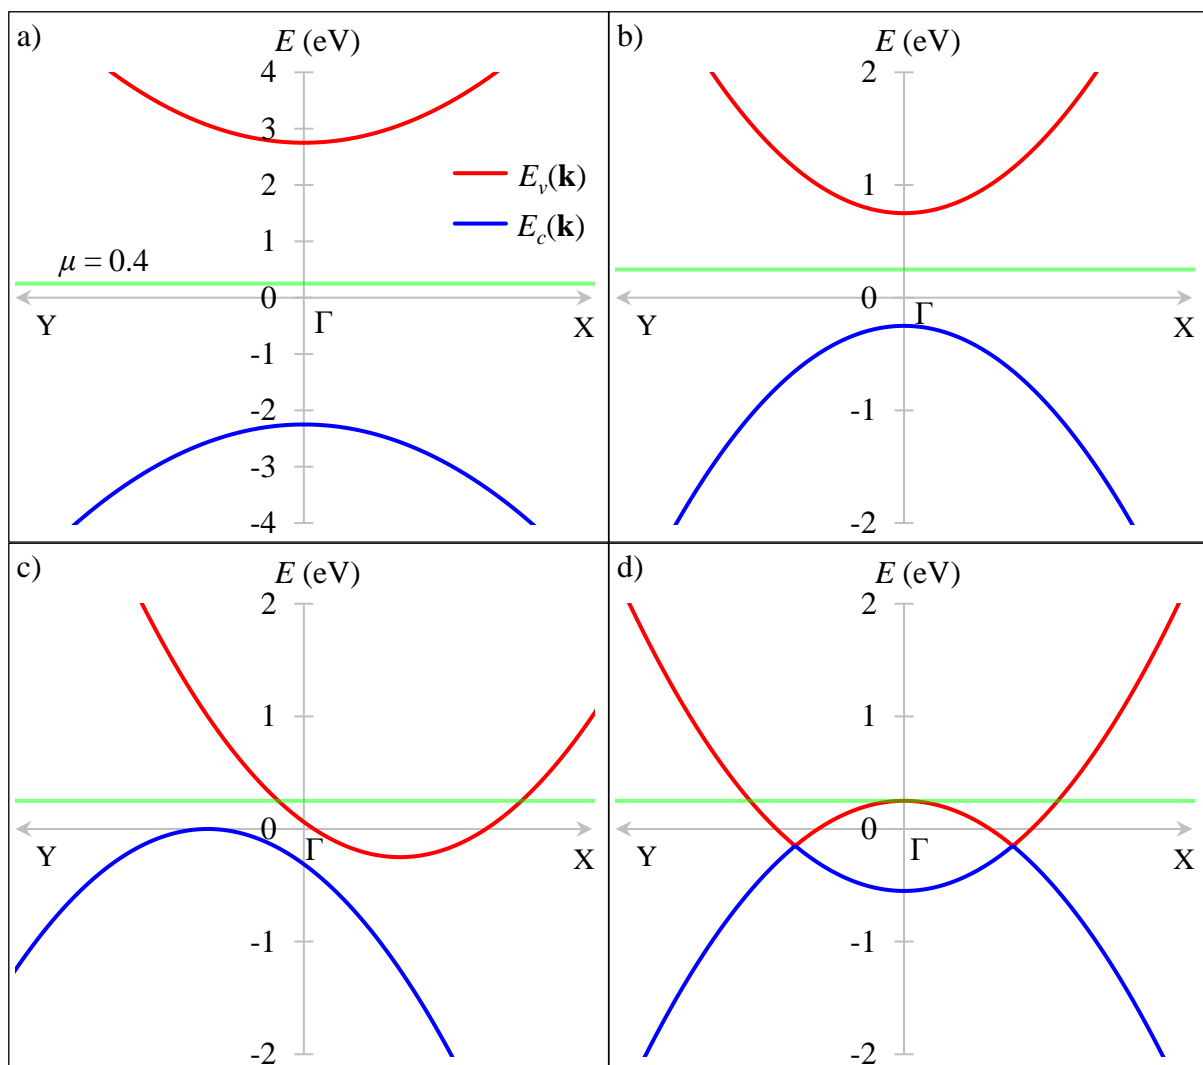 a)
E (eV)
4
3
2
1
0
-1
-2
-3
-4
E_v(k)
E_c(k)
μ = 0.4
Y
Γ
X
b)
E (eV)
2
1
0
-1
-2
Y
Γ
X
c)
E (eV)
2
1
0
-1
-2
Y
Γ
X
d)
E (eV)
2
1
0
-1
-2
Y
Γ
X